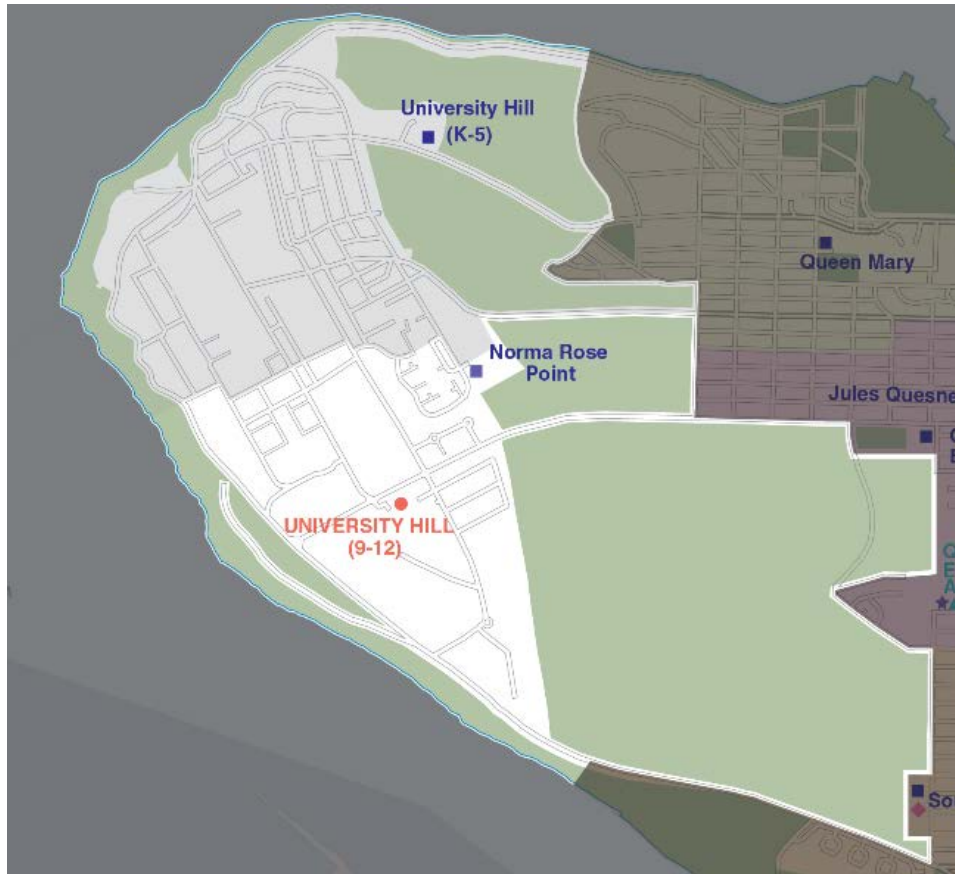 University Hill
(K-5)
Queen Mary
Norma Rose
Point
Jules Quesne
UNIVERSITY HILL
(9-12)
Q
E
A